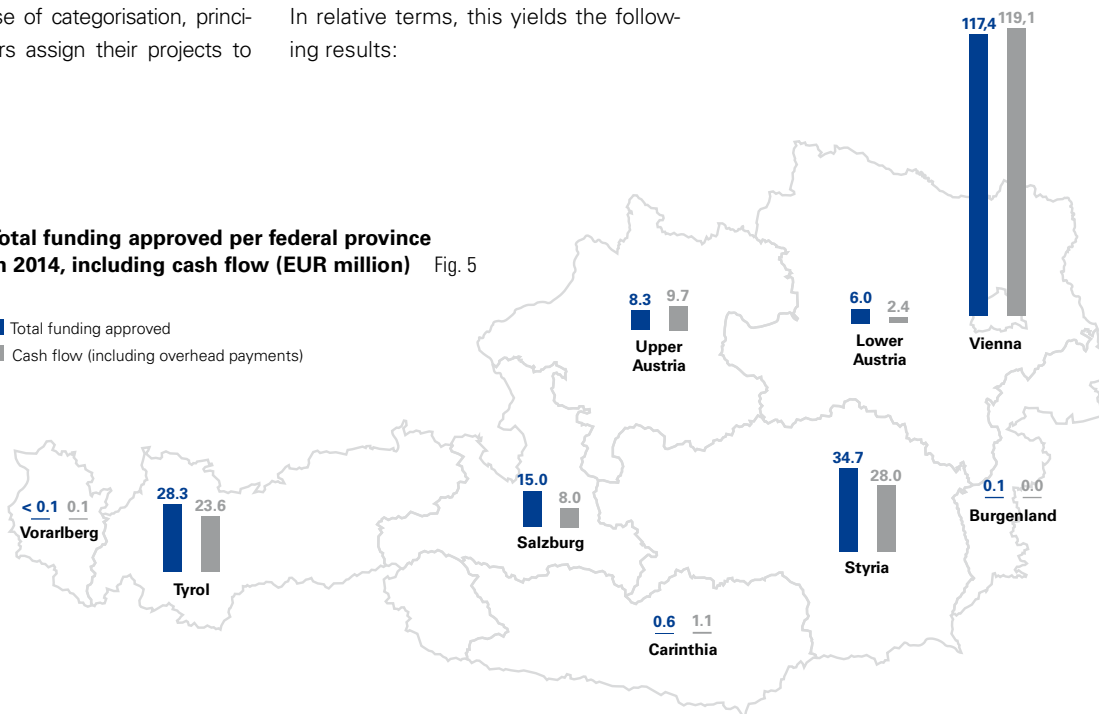 se of categorisation, princi-
rs assign their projects to
In relative terms, this yields the follow-
ing results:
otal funding approved per federal province
n 2014, including cash flow (EUR million) Fig. 5
Total funding approved
Cash flow (including overhead payments)
117,4 119,1
Vienna
8.3 9.7
Upper
Austria
6.0 2.4
Lower
Austria
< 0.1 0.1
Vorarlberg
28.3 23.6
Tyrol
15.0 8.0
Salzburg
34.7 28.0
Styria
0.1 0.0
Burgenland
0.6 1.1
Carinthia